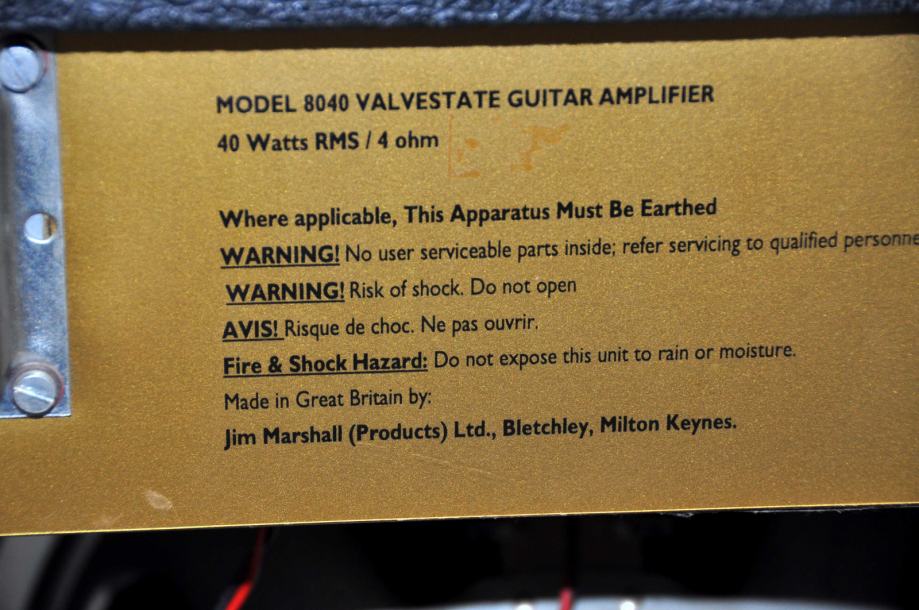 MODEL 8040 VALVESTATE GUITAR AMPLIFIER
40 Watts RMS / 4 ohm
Where applicable, This Apparatus Must Be Earthed
WARNING! No user serviceable parts inside; refer servicing to qualified personne
WARNING! Risk of shock. Do not open
AVIS! Risque de choc. Ne pas ouvrir.
Fire & Shock Hazard: Do not expose this unit to rain or moisture.
Made in Great Britain by:
Jim Marshall (Products) Ltd., Bletchley, Milton Keynes.